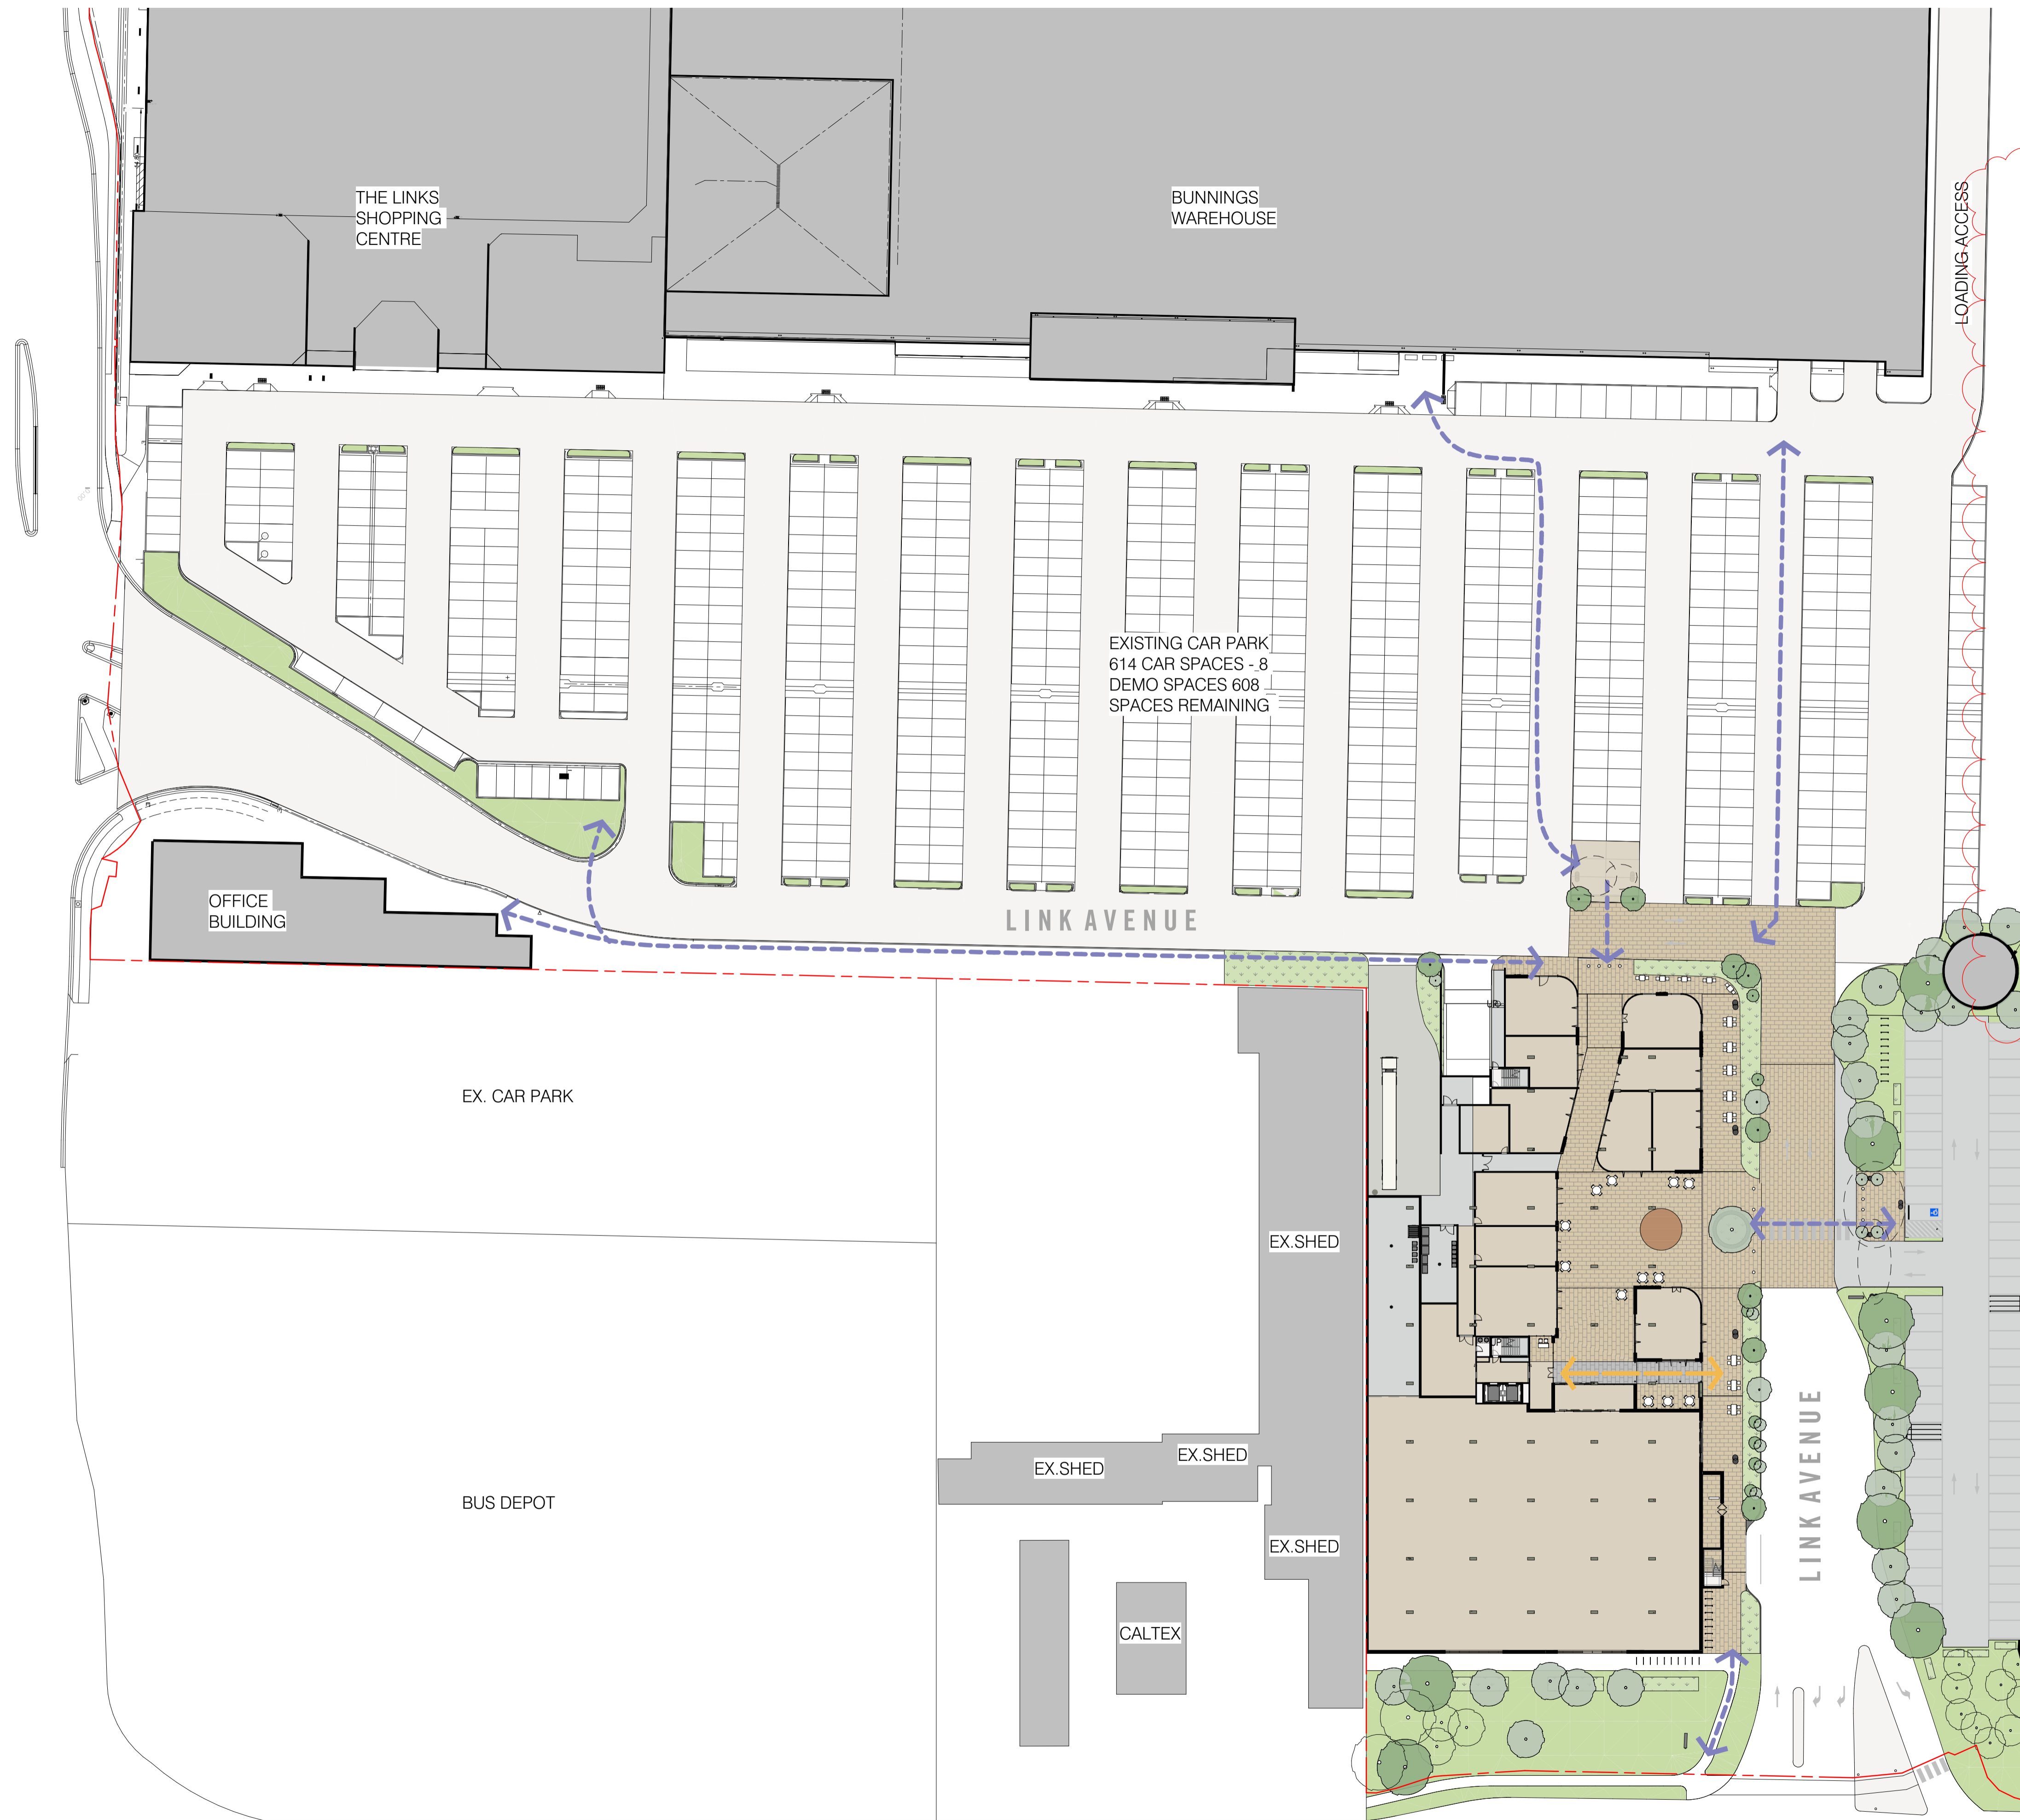 THE LINKS
SHOPPING
CENTRE
BUNNINGS
WAREHOUSE
LOADING ACCESS
EXISTING CAR PARK
614 CAR SPACES - 8
DEMO SPACES 608
SPACES REMAINING
OFFICE
BUILDING
LINK AVENUE
EX. CAR PARK
EX.SHED
EX.SHED
EX.SHED
BUS DEPOT
EX.SHED
CALTEX
LINK AVENUE